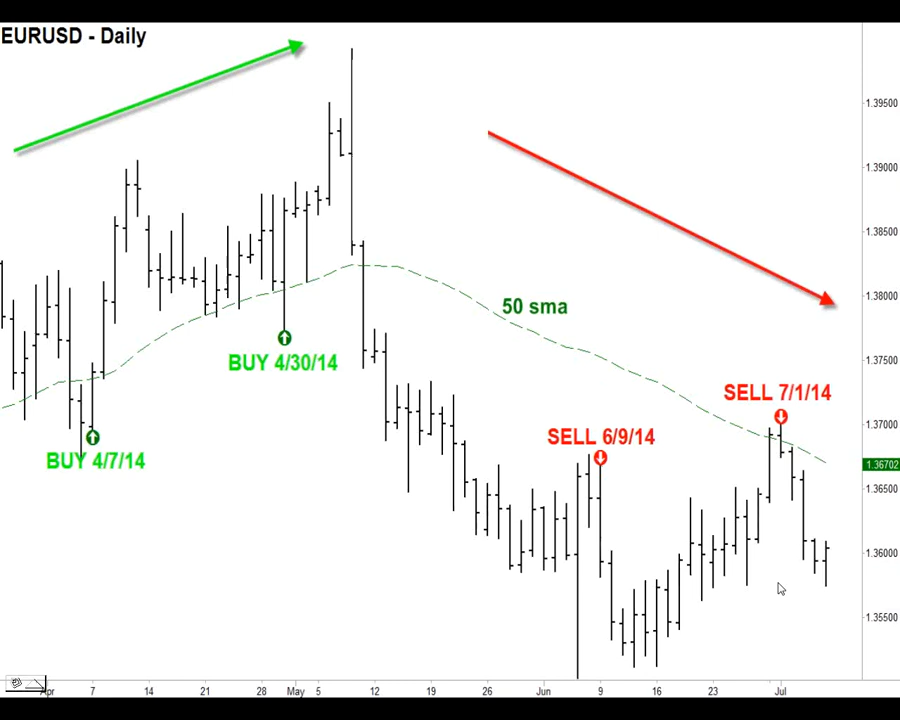 EURUSD - Daily
1.39500
1.39000
1.38500
1.38000
50 sma
BUY 4/30/14
1.37500
SELL 7/1/14
1.37000
SELL 6/9/14
BUY 4/7/14
1.36702
1.36500
1.36000
1.35500
Apr 7 14 21 28 May 5 12 19 26 Jun 9 16 23 Jul